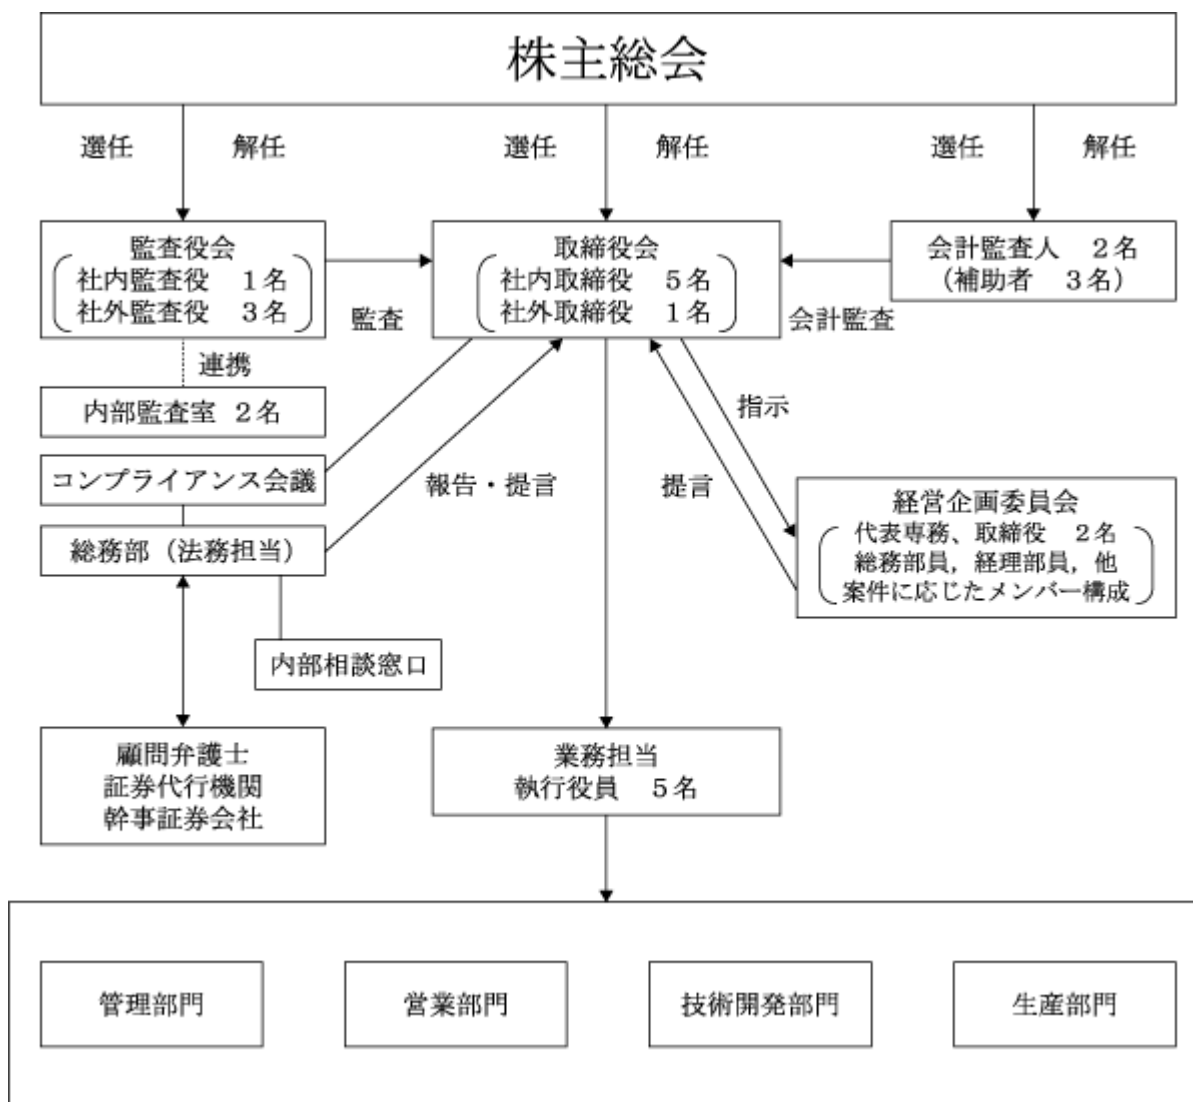 株主総会
選任
解任
選任
解任
選任
解任
監査役会
社内監査役　１名
社外監査役　３名
監査
取締役会
社内取締役　５名
社外取締役　１名
会計監査
会計監査人　２名
（補助者　３名）
連携
内部監査室 ２名
コンプライアンス会議
総務部（法務担当）
報告・提言
提言
指示
経営企画委員会
代表専務、取締役　２名
総務部員，経理部員，他
案件に応じたメンバー構成
内部相談窓口
顧問弁護士
証券代行機関
幹事証券会社
業務担当
執行役員　５名
管理部門
営業部門
技術開発部門
生産部門